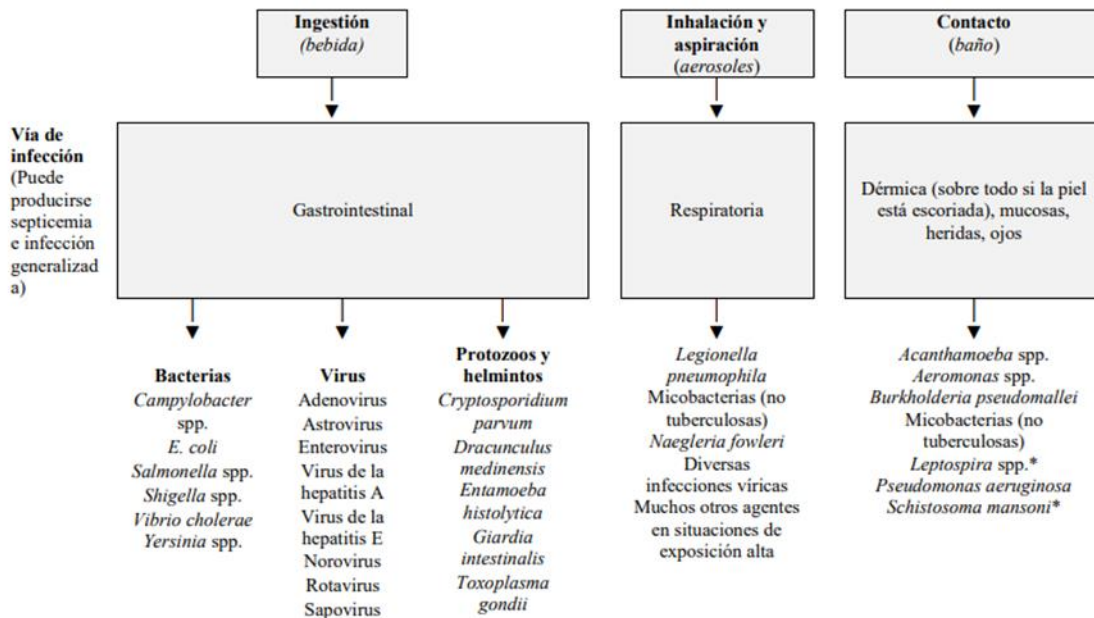 Ingestión
(bebida)
Inhalación y
aspiración
(aerosoles)
Contacto
(baño)
Vía de
infección
(Puede
producirse
septicemia
e infección
generalizad
a)
Gastrointestinal
Respiratoria
Dérmica (sobre todo si la piel
está escoriada), mucosas,
heridas, ojos
Bacterias
Campylobacter
spp.
E. coli
Salmonella spp.
Shigella spp.
Vibrio cholerae
Yersinia spp.
Virus
Adenovirus
Astrovirus
Enterovirus
Virus de la
hepatitis A
Virus de la
hepatitis E
Norovirus
Rotavirus
Sapovirus
Protozoos y
helmintos
Cryptosporidium
parvum
Dracunculus
medinensis
Entamoeba
histolytica
Giardia
intestinalis
Toxoplasma
gondii
Legionella
pneumophila
Micobacterias (no
tuberculosas)
Naegleria fowleri
Diversas
infecciones víricas
Muchos otros agentes
en situaciones de
exposición alta
Acanthamoeba spp.
Aeromonas spp.
Burkholderia pseudomallei
Micobacterias (no
tuberculosas)
Leptospira spp.*
Pseudomonas aeruginosa
Schistosoma mansoni*